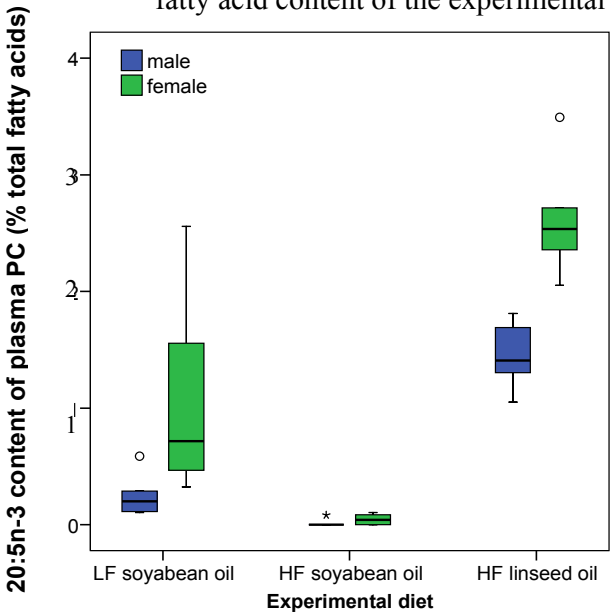 fatty acid content of the experimental
20:5n-3 content of plasma PC (% total fatty acids)
male
female
4
3
2
1
0
LF soyabean oil HF soyabean oil HF linseed oil
Experimental diet